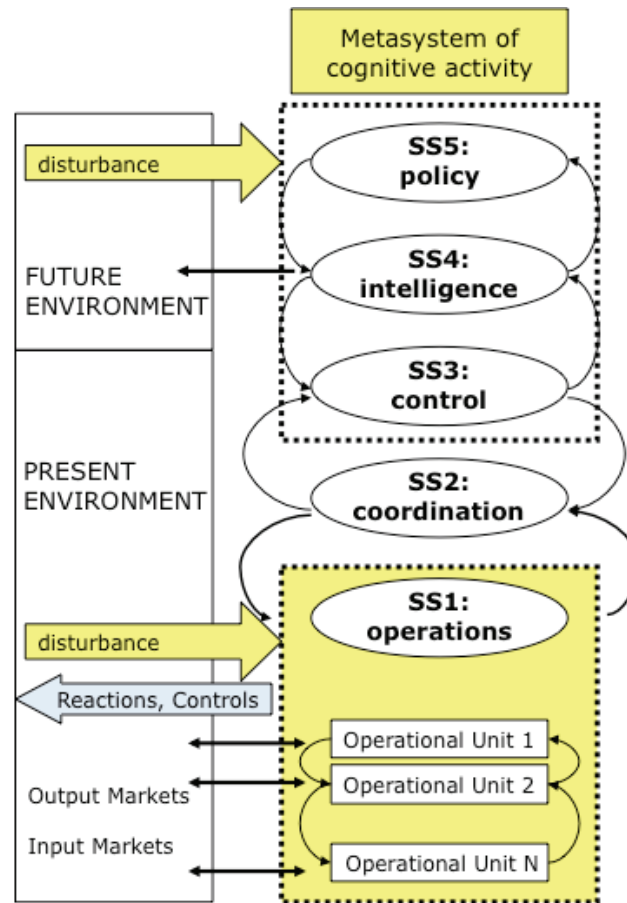 Metasystem of
cognitive activity
disturbance
SS5:
policy
FUTURE
ENVIRONMENT
SS4:
intelligence
SS3:
control
PRESENT
ENVIRONMENT
SS2:
coordination
SS1:
operations
disturbance
Reactions, Controls
Operational Unit 1
Operational Unit 2
Output Markets
Input Markets
Operational Unit N